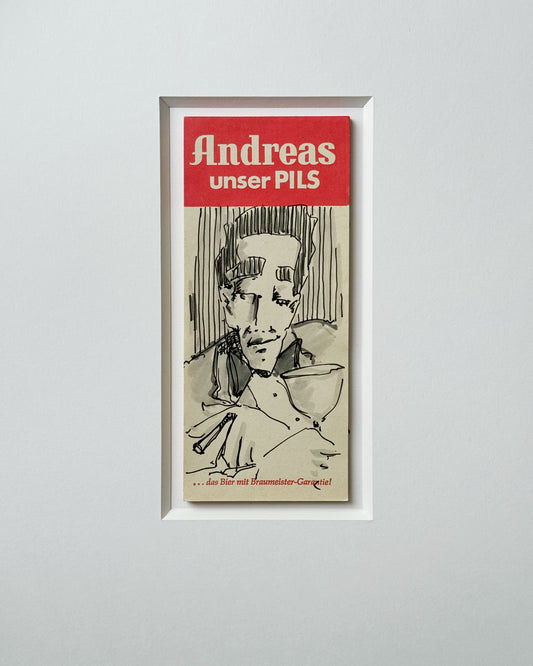 Andreas
unser PILS
... das Bier mit Braumeister-Garantie!